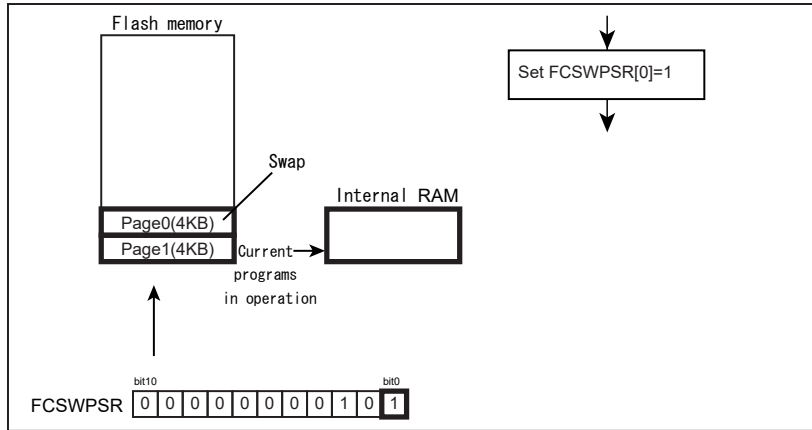 Flash memory
Set FCSWPSR[0]=1
Swap
Internal RAM
Page0(4KB)
Page1(4KB)
Current
programs
in operation
bit10
bit0
FCSWPSR 0 0 0 0 0 0 0 0 1 0 1